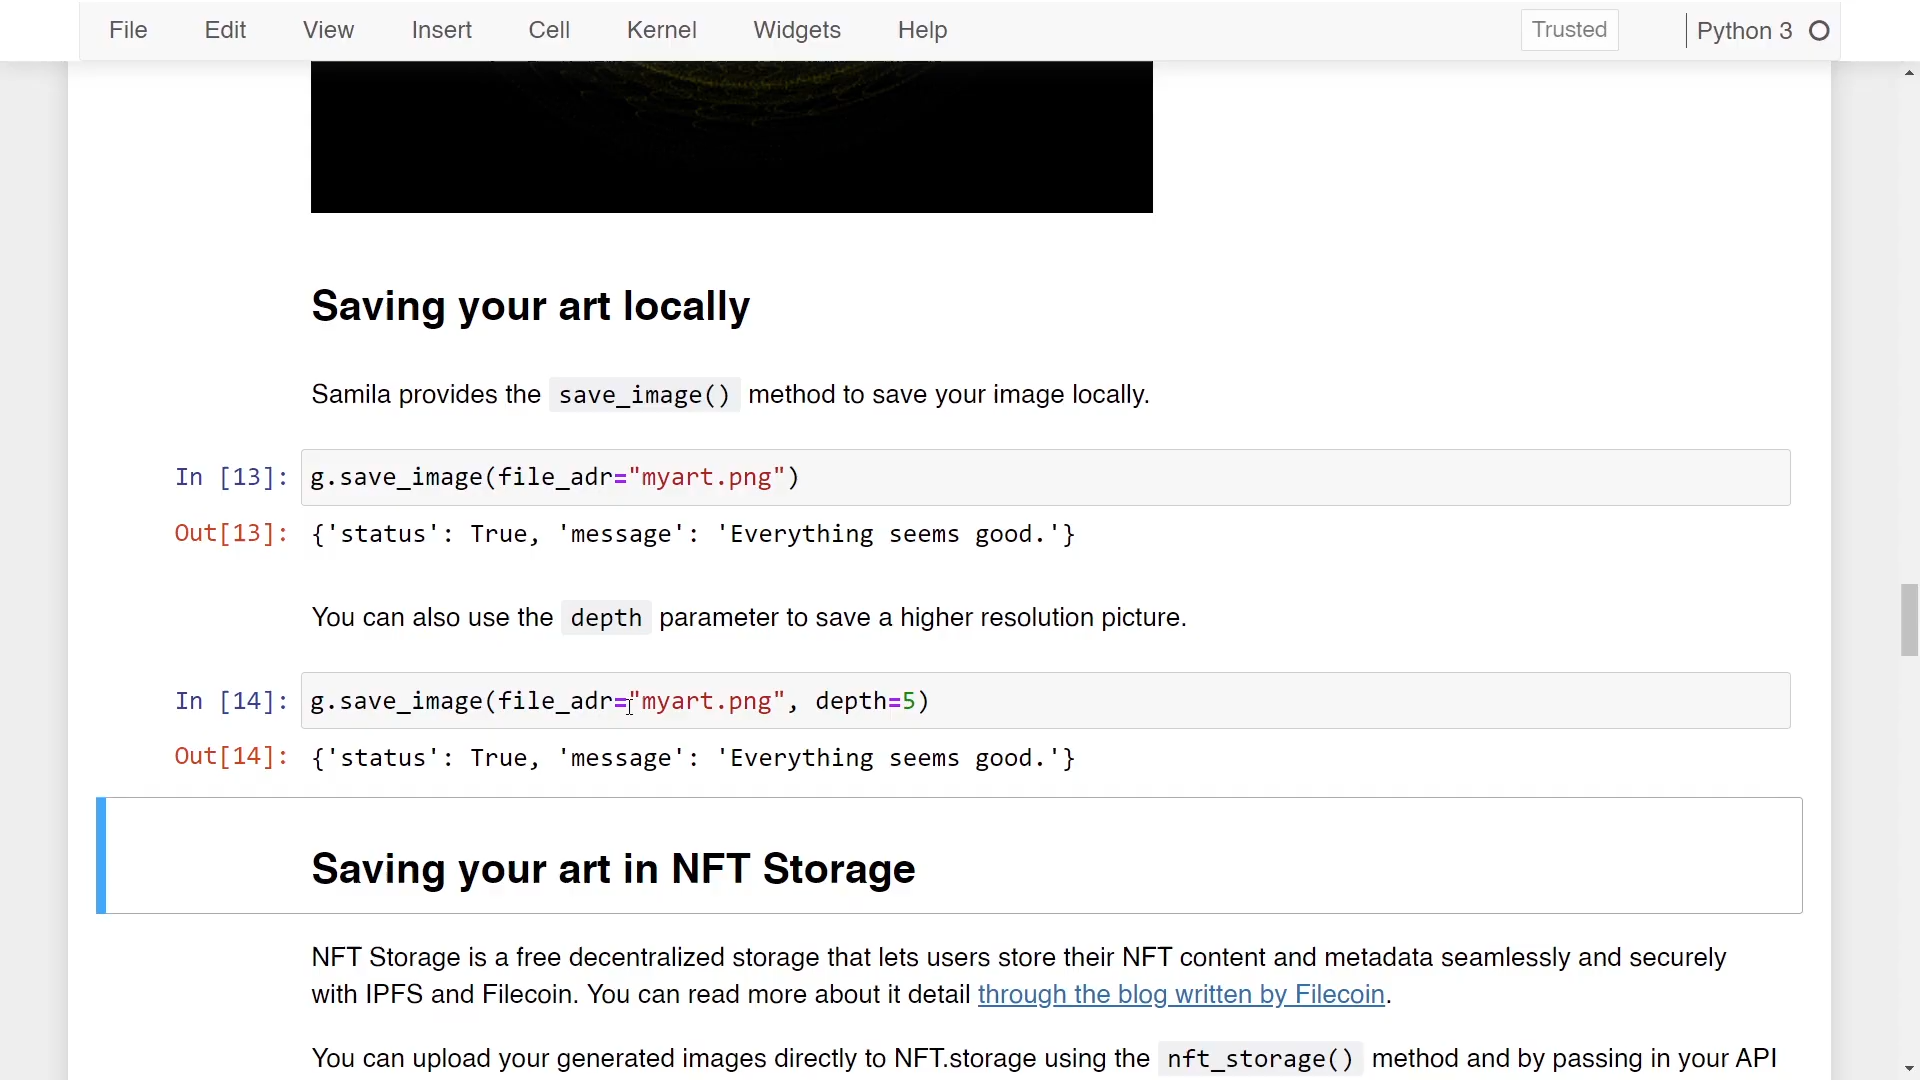 File Edit View Insert Cell Kernel Widgets Help Trusted Python 3
Saving your art locally
Samila provides the save_image() method to save your image locally.
In [13]: g.save_image(file_adr="myart.png")
Out[13]: {'status': True, 'message': 'Everything seems good.'}
You can also use the depth parameter to save a higher resolution picture.
In [14]: g.save_image(file_adr="myart.png", depth=5)
Out[14]: {'status': True, 'message': 'Everything seems good.'}
Saving your art in NFT Storage
NFT Storage is a free decentralized storage that lets users store their NFT content and metadata seamlessly and securely
with IPFS and Filecoin. You can read more about it detail through the blog written by Filecoin.
You can upload your generated images directly to NFT.storage using the nft_storage() method and by passing in your API